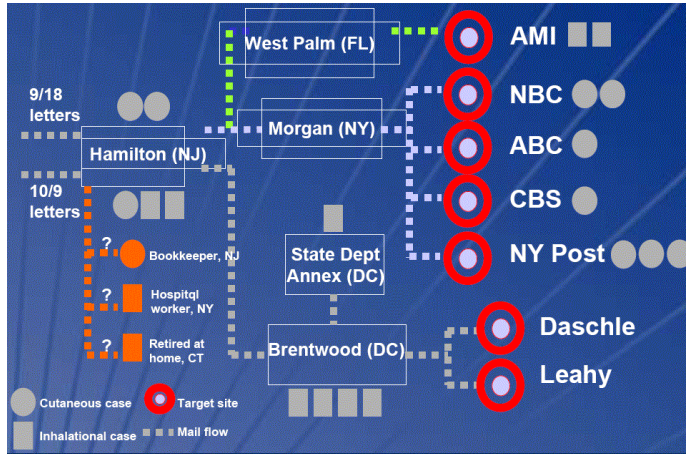 West Palm (FL)
AMI
9/18
letters
NBC
Morgan (NY)
Hamilton (NJ)
ABC
10/9
letters
CBS
?
Bookkeeper, NJ
State Dept
Annex (DC)
NY Post
?
Hospitql
worker, NY
?
Retired at
home, CT
Brentwood (DC)
Daschle
Leahy
Cutaneous case
Target site
Inhalational case
Mail flow